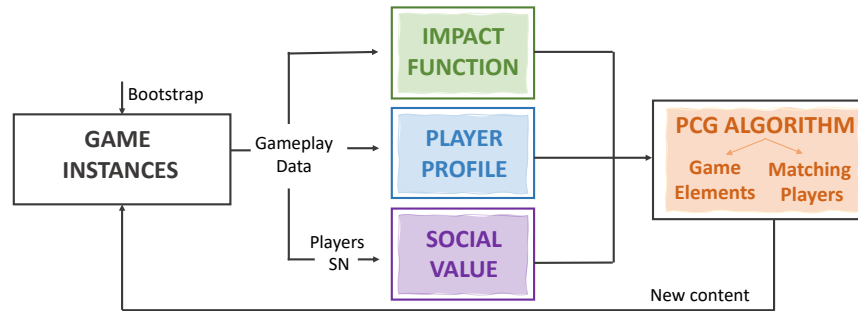 Bootstrap
GAME
INSTANCES
Gameplay
Data
Players
SN
IMPACT
FUNCTION
PLAYER
PROFILE
SOCIAL
VALUE
PCG ALGORITHM
Game
Elements
Matching
Players
New content